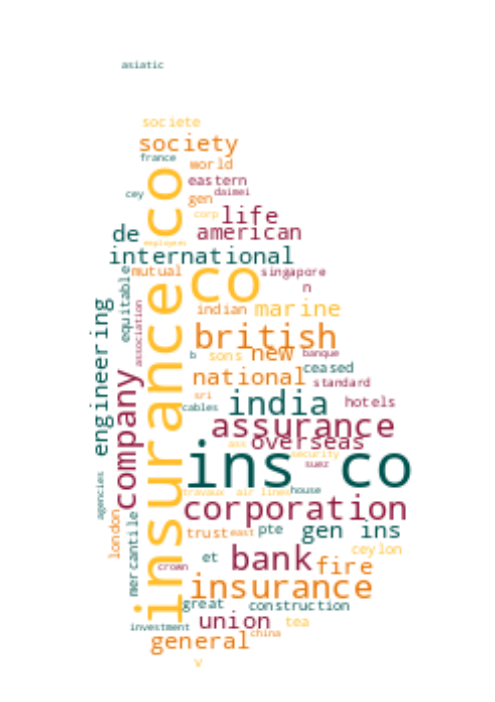 asiatic
societe
society
france
world
eastern
daimei
cey
gen
corp
life
de
american
employees
international
mutual
singapore
equitable
n
indian
marine
co
insurance co
engineering
association
british
b
sons
new
banque
ceased
national
standard
company
sri
cables
india
hotels
assurance
ass
overseas
security
suez
ins co
agencies
travaux
air lines
house
corporation
london
mercantile
trust
east
pte
gen ins
et
bank
ceylon
crown
fire
insurance
great
construction
investment
union
tea
general
china
v